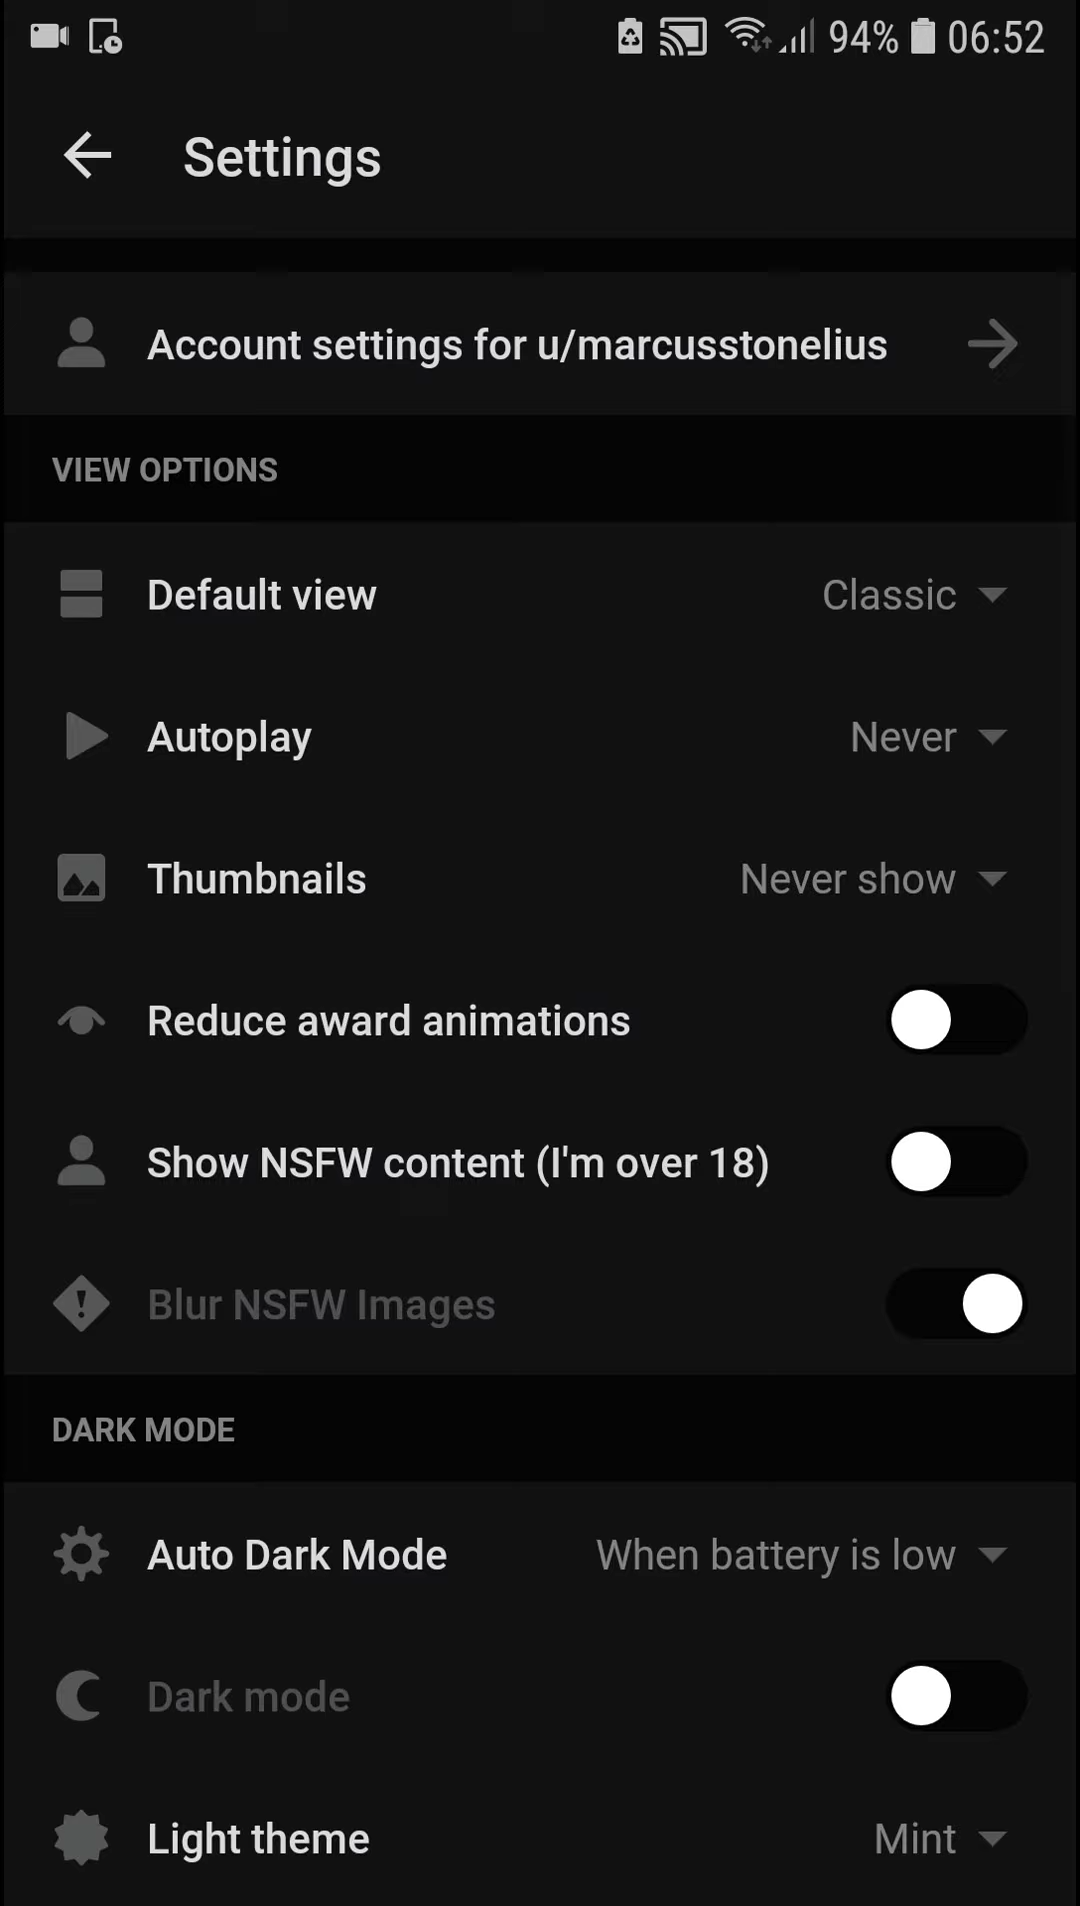 94% 06:52
Settings
Account settings for u/marcusstonelius
VIEW OPTIONS
Default view Classic
Autoplay Never
Thumbnails Never show
Reduce award animations
Show NSFW content (I'm over 18)
Blur NSFW Images
DARK MODE
Auto Dark Mode When battery is low
Dark mode
Light theme Mint